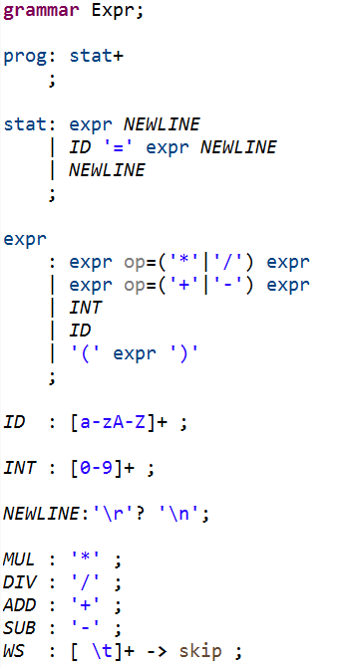 grammar Expr;
prog: stat+
;
stat: expr NEWLINE
| ID '=' expr NEWLINE
| NEWLINE
;
expr
: expr op=('*'|'/') expr
| expr op=('+'|'-') expr
| INT
| ID
| '(' expr ')'
;
ID : [a-zA-Z]+ ;
INT : [0-9]+ ;
NEWLINE:'\r'? '\n';
MUL : '*' ;
DIV : '/' ;
ADD : '+' ;
SUB : '-' ;
WS : [ \t]+ -> skip ;